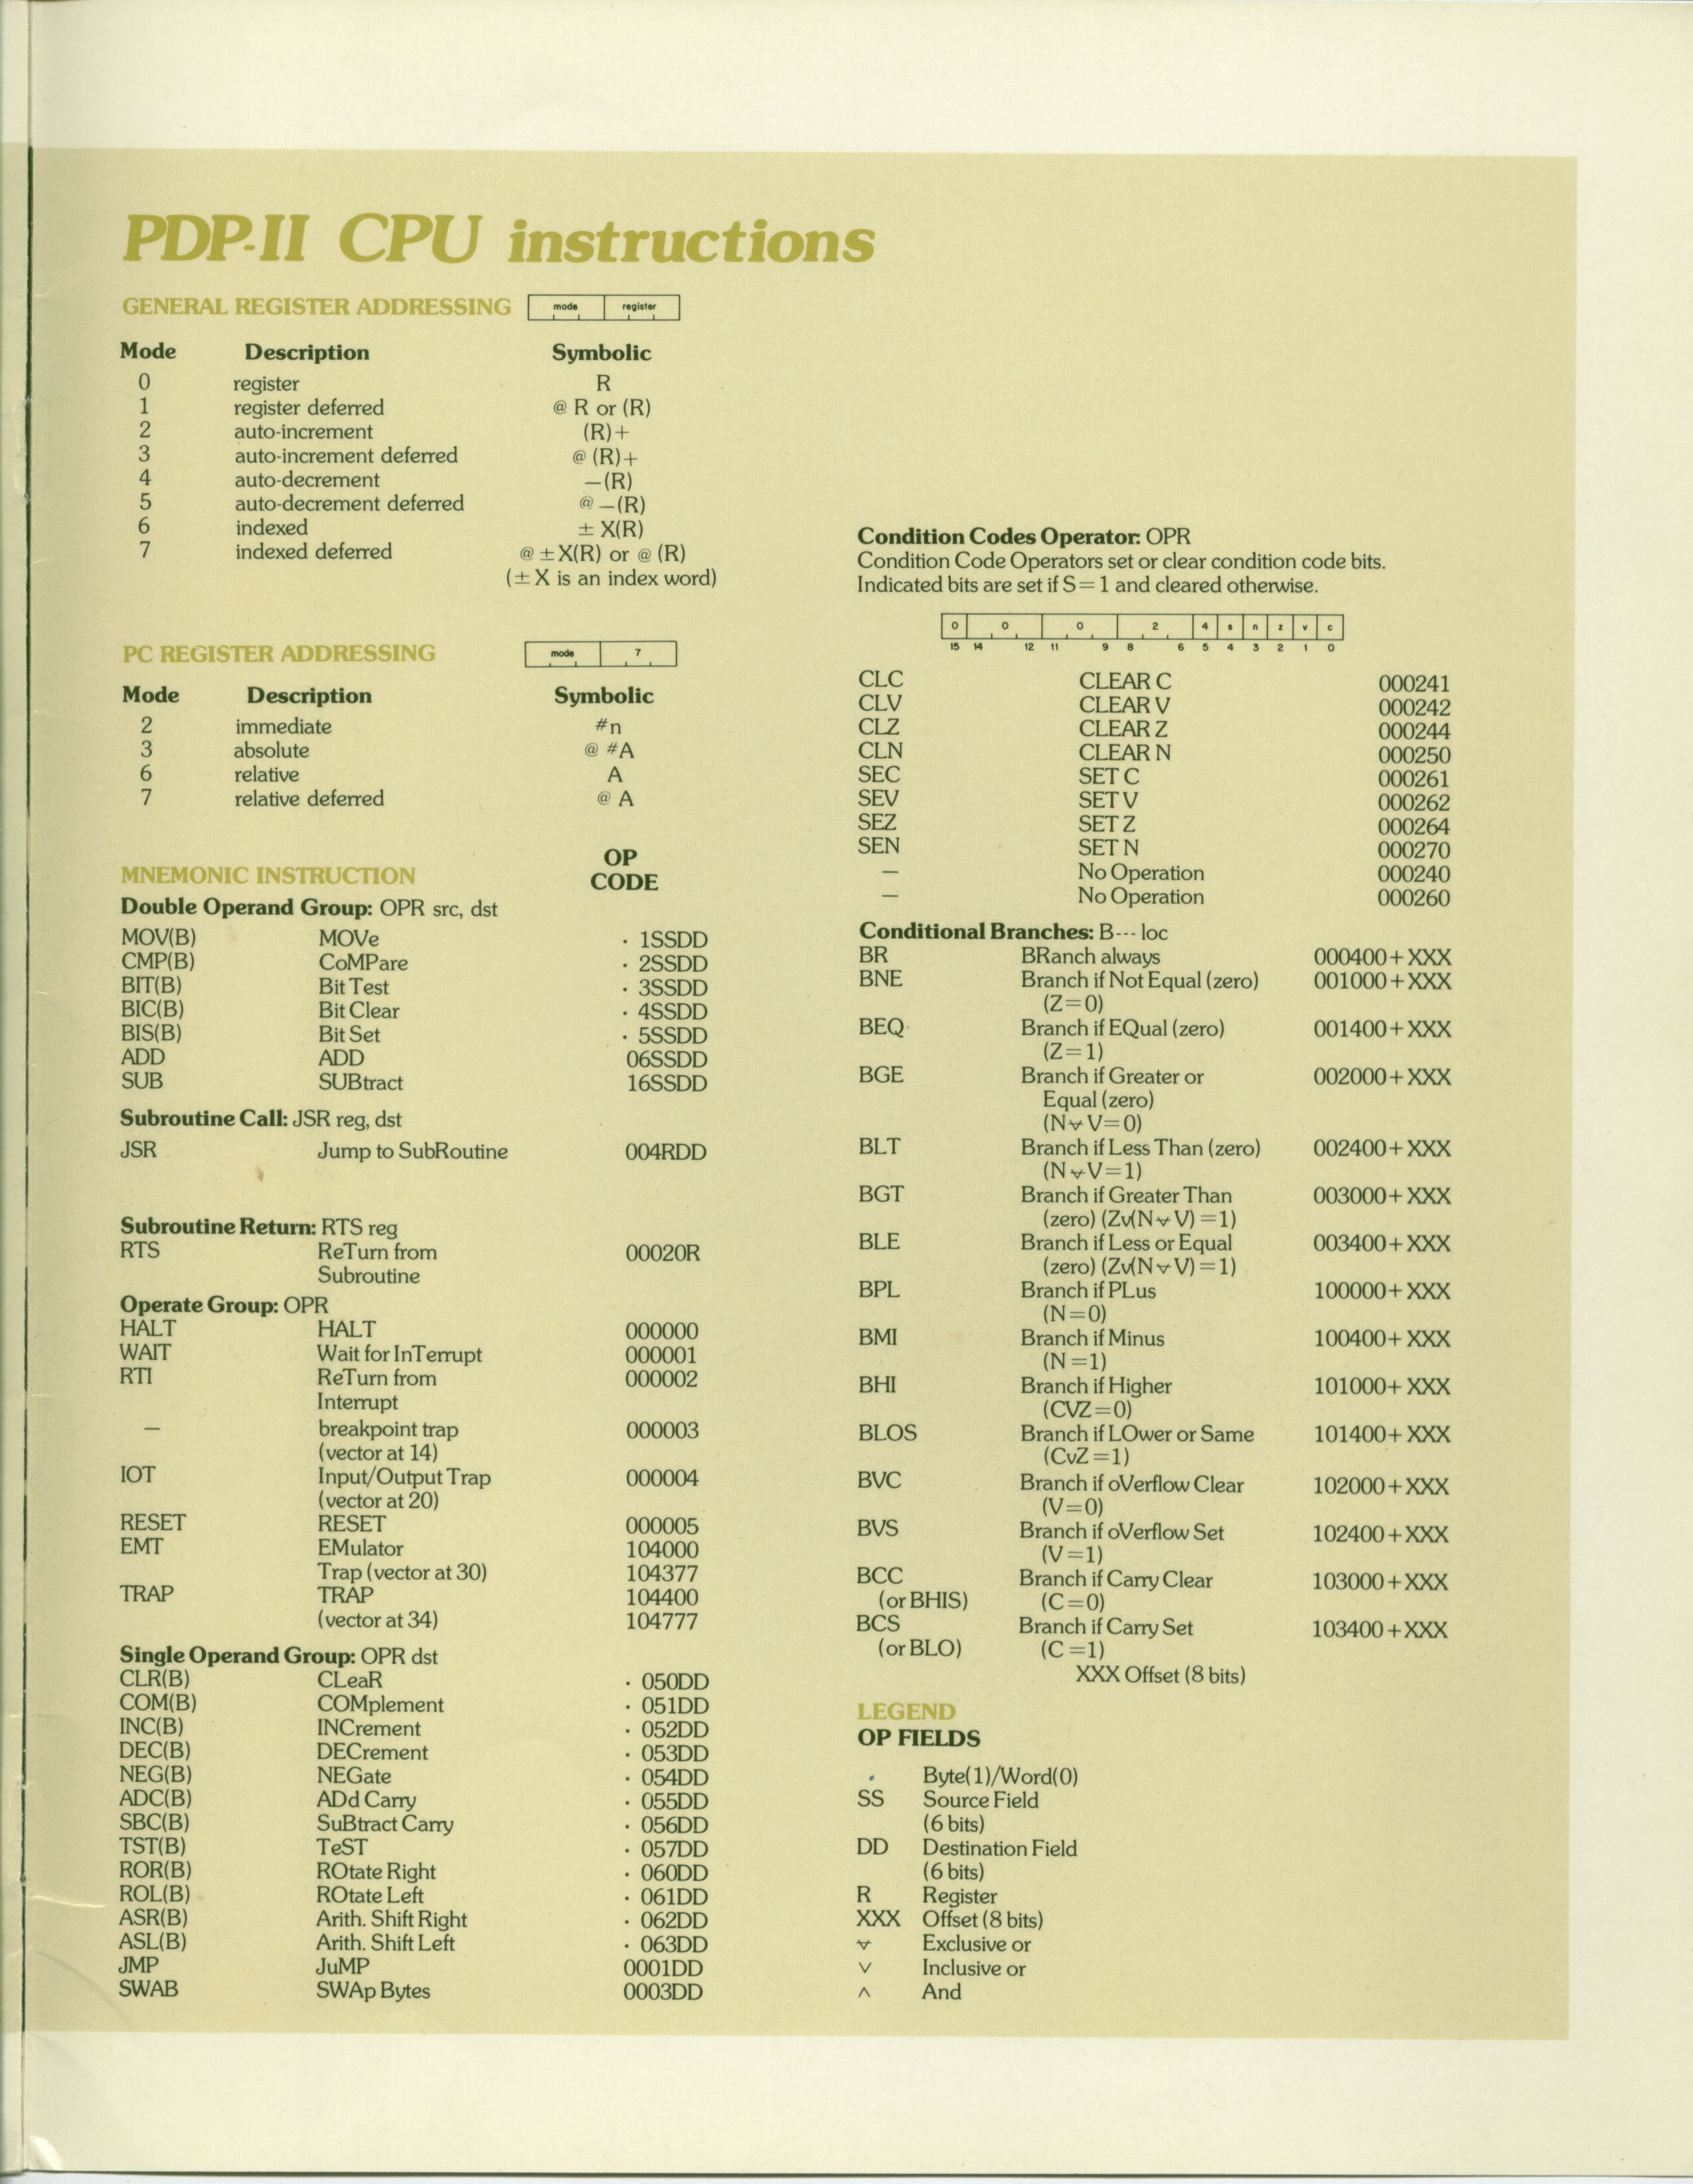 PDP-II CPU instructions
GENERAL REGISTER ADDRESSING mode register
Mode Description Symbolic
0 register R
1 register deferred @ R or (R)
2 auto-increment (R)+
3 auto-increment deferred @ (R)+
4 auto-decrement —(R)
5 auto-decrement deferred @ —(R)
6 indexed ± X(R)
7 indexed deferred @ ±X(R) or @ (R)
(± X is an index word)
PC REGISTER ADDRESSING mode 7
Mode Description Symbolic
2 immediate #n
3 absolute @ #A
6 relative A
7 relative deferred @ A
MNEMONIC INSTRUCTION OP CODE
Double Operand Group: OPR src, dst
MOV(B) MOVe · 1SSDD
CMP(B) CoMPare · 2SSDD
BIT(B) Bit Test · 3SSDD
BIC(B) Bit Clear · 4SSDD
BIS(B) Bit Set · 5SSDD
ADD ADD 06SSDD
SUB SUBtract 16SSDD
Subroutine Call: JSR reg, dst
JSR Jump to SubRoutine 004RDD
Subroutine Return: RTS reg
RTS ReTurn from 00020R
Subroutine
Operate Group: OPR
HALT HALT 000000
WAIT Wait for InTerrupt 000001
RTI ReTurn from 000002
Interrupt
— breakpoint trap 000003
(vector at 14)
IOT Input/Output Trap 000004
(vector at 20)
RESET RESET 000005
EMT EMulator 104000
Trap (vector at 30) 104377
TRAP TRAP 104400
(vector at 34) 104777
Single Operand Group: OPR dst
CLR(B) CLeaR · 050DD
COM(B) COMplement · 051DD
INC(B) INCrement · 052DD
DEC(B) DECrement · 053DD
NEG(B) NEGate · 054DD
ADC(B) ADd Carry · 055DD
SBC(B) SuBtract Carry · 056DD
TST(B) TeST · 057DD
ROR(B) ROtate Right · 060DD
ROL(B) ROtate Left · 061DD
ASR(B) Arith. Shift Right · 062DD
ASL(B) Arith. Shift Left · 063DD
JMP JuMP 0001DD
SWAB SWAp Bytes 0003DD
Condition Codes Operator: OPR
Condition Code Operators set or clear condition code bits.
Indicated bits are set if S=1 and cleared otherwise.
0 0 0 2 4 s n z v c
15 14 12 11 9 8 6 5 4 3 2 1 0
CLC CLEAR C 000241
CLV CLEAR V 000242
CLZ CLEAR Z 000244
CLN CLEAR N 000250
SEC SET C 000261
SEV SET V 000262
SEZ SET Z 000264
SEN SET N 000270
— No Operation 000240
— No Operation 000260
Conditional Branches: B--- loc
BR BRanch always 000400+XXX
BNE Branch if Not Equal (zero) 001000+XXX
(Z=0)
BEQ Branch if EQual (zero) 001400+XXX
(Z=1)
BGE Branch if Greater or 002000+XXX
Equal (zero)
(N⊻V=0)
BLT Branch if Less Than (zero) 002400+XXX
(N⊻V=1)
BGT Branch if Greater Than 003000+XXX
(zero) (Zv(N⊻V)=1)
BLE Branch if Less or Equal 003400+XXX
(zero) (Zv(N⊻V)=1)
BPL Branch if PLus 100000+XXX
(N=0)
BMI Branch if Minus 100400+XXX
(N=1)
BHI Branch if Higher 101000+XXX
(CVZ=0)
BLOS Branch if LOwer or Same 101400+XXX
(CvZ=1)
BVC Branch if oVerflow Clear 102000+XXX
(V=0)
BVS Branch if oVerflow Set 102400+XXX
(V=1)
BCC Branch if Carry Clear 103000+XXX
(or BHIS) (C=0)
BCS Branch if Carry Set 103400+XXX
(or BLO) (C=1)
XXX Offset (8 bits)
LEGEND
OP FIELDS
· Byte(1)/Word(0)
SS Source Field
(6 bits)
DD Destination Field
(6 bits)
R Register
XXX Offset (8 bits)
⊻ Exclusive or
∨ Inclusive or
∧ And